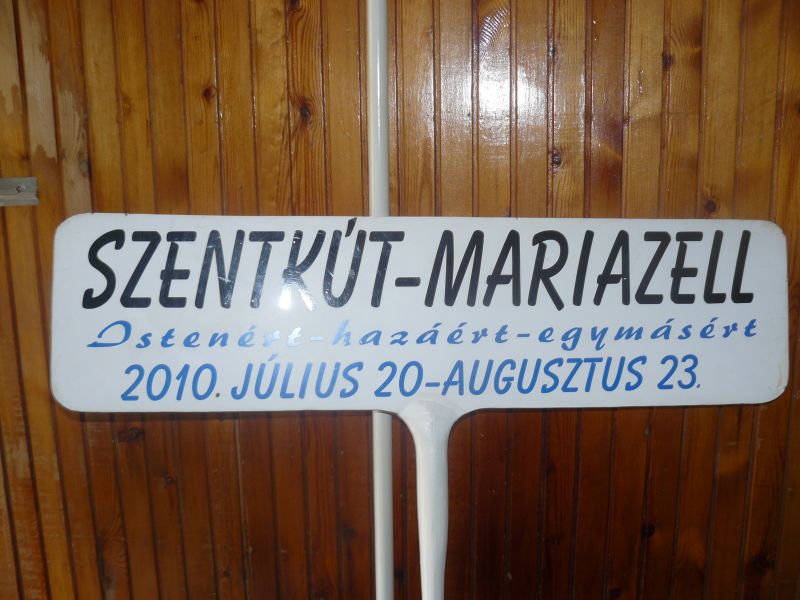 SZENTKÚT-MARIAZELL
Istenért-hazáért-egymásért
2010. JÚLIUS 20-AUGUSZTUS 23.